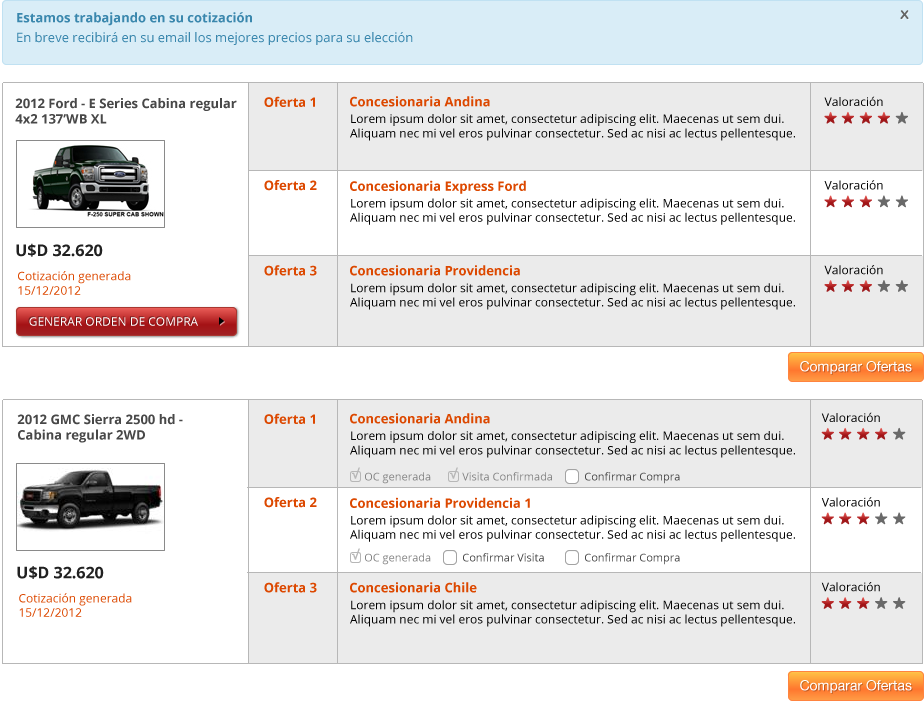 Estamos trabajando en su cotización
X
En breve recibirá en su email los mejores precios para su elección
2012 Ford - E Series Cabina regular
4x2 137'WB XL
F-250 SUPER CAB SHOWN
U$D 32.620
Cotización generada
15/12/2012
GENERAR ORDEN DE COMPRA
Oferta 1
Concesionaria Andina
Lorem ipsum dolor sit amet, consectetur adipiscing elit. Maecenas ut sem dui.
Aliquam nec mi vel eros pulvinar consectetur. Sed ac nisi ac lectus pellentesque.
Valoración
Oferta 2
Concesionaria Express Ford
Lorem ipsum dolor sit amet, consectetur adipiscing elit. Maecenas ut sem dui.
Aliquam nec mi vel eros pulvinar consectetur. Sed ac nisi ac lectus pellentesque.
Valoración
Oferta 3
Concesionaria Providencia
Lorem ipsum dolor sit amet, consectetur adipiscing elit. Maecenas ut sem dui.
Aliquam nec mi vel eros pulvinar consectetur. Sed ac nisi ac lectus pellentesque.
Valoración
Comparar Ofertas
2012 GMC Sierra 2500 hd -
Cabina regular 2WD
U$D 32.620
Cotización generada
15/12/2012
Oferta 1
Concesionaria Andina
Lorem ipsum dolor sit amet, consectetur adipiscing elit. Maecenas ut sem dui.
Aliquam nec mi vel eros pulvinar consectetur. Sed ac nisi ac lectus pellentesque.
OC generada Visita Confirmada Confirmar Compra
Valoración
Oferta 2
Concesionaria Providencia 1
Lorem ipsum dolor sit amet, consectetur adipiscing elit. Maecenas ut sem dui.
Aliquam nec mi vel eros pulvinar consectetur. Sed ac nisi ac lectus pellentesque.
OC generada Confirmar Visita Confirmar Compra
Valoración
Oferta 3
Concesionaria Chile
Lorem ipsum dolor sit amet, consectetur adipiscing elit. Maecenas ut sem dui.
Aliquam nec mi vel eros pulvinar consectetur. Sed ac nisi ac lectus pellentesque.
Valoración
Comparar Ofertas